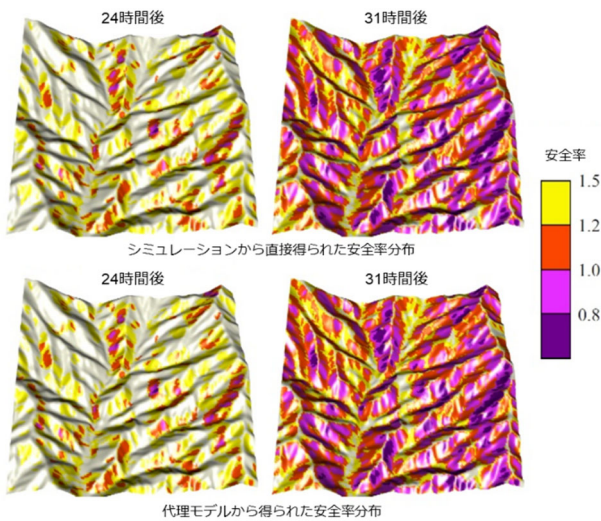 24時間後
31時間後
安全率
1.5
1.2
1.0
0.8
シミュレーションから直接得られた安全率分布
24時間後
31時間後
代理モデルから得られた安全率分布